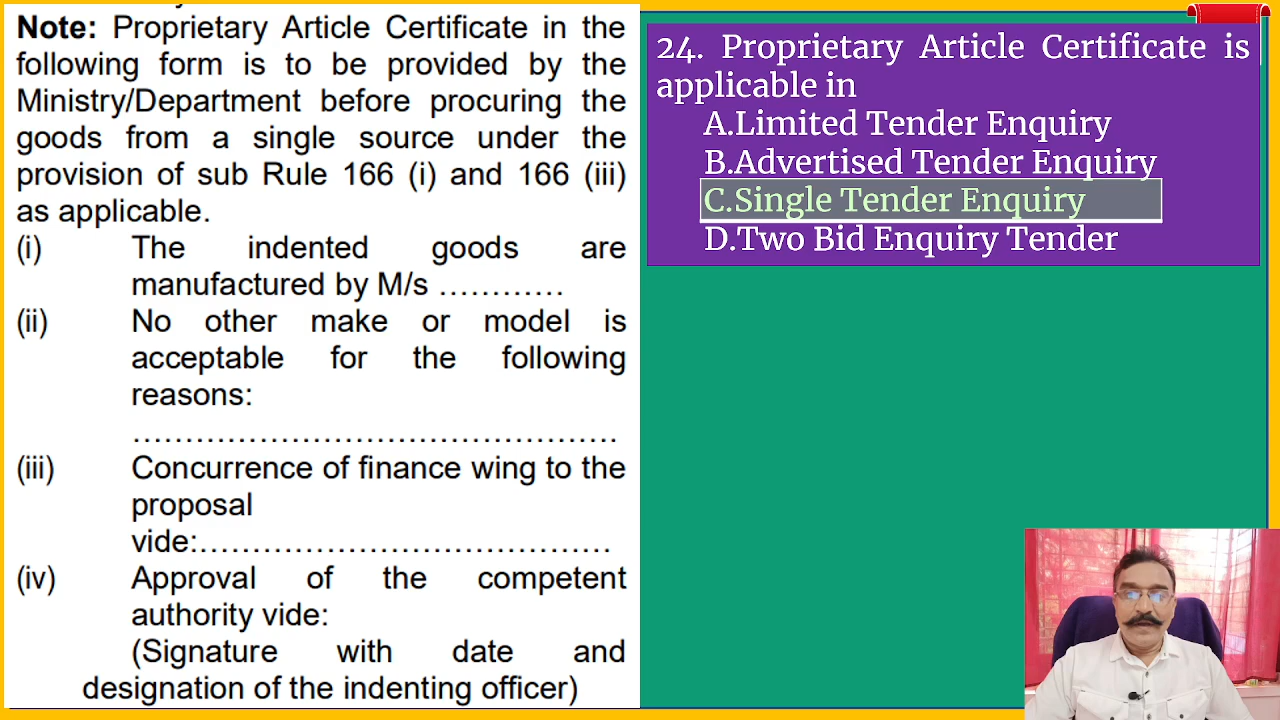 Note: Proprietary Article Certificate in the
following form is to be provided by the
Ministry/Department before procuring the
goods from a single source under the
provision of sub Rule 166 (i) and 166 (iii)
as applicable.
(i) The indented goods are
manufactured by M/s …………
(ii) No other make or model is
acceptable for the following
reasons:
……………………………………….
(iii) Concurrence of finance wing to the
proposal
vide:…………………………………
(iv) Approval of the competent
authority vide:
(Signature with date and
designation of the indenting officer)
24. Proprietary Article Certificate is
applicable in
A.Limited Tender Enquiry
B.Advertised Tender Enquiry
C.Single Tender Enquiry
D.Two Bid Enquiry Tender